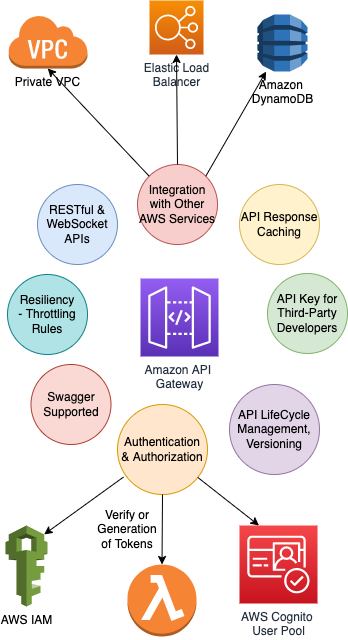 VPC
Private VPC
Elastic Load
Balancer
Amazon
DynamoDB
Integration
with Other
AWS Services
RESTful &
WebSocket
APIs
API Response
Caching
Resiliency
- Throttling
Rules
API Key for
Third-Party
Developers
</>
Amazon API
Gateway
Swagger
Supported
API LifeCycle
Management,
Versioning
Authentication
& Authorization
Verify or
Generation
of Tokens
AWS IAM
λ
AWS Cognito
User Pool